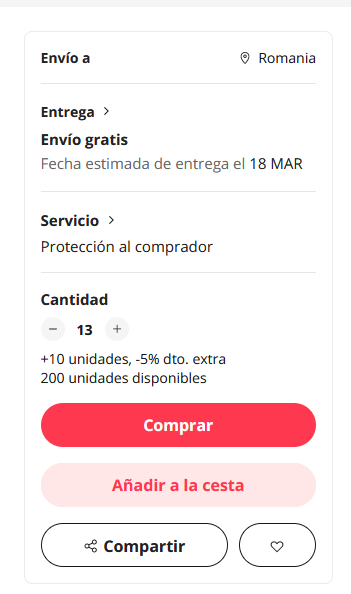 Envío a Romania
Entrega
Envío gratis
Fecha estimada de entrega el 18 MAR
Servicio
Protección al comprador
Cantidad
− 13 +
+10 unidades, -5% dto. extra
200 unidades disponibles
Comprar
Añadir a la cesta
Compartir